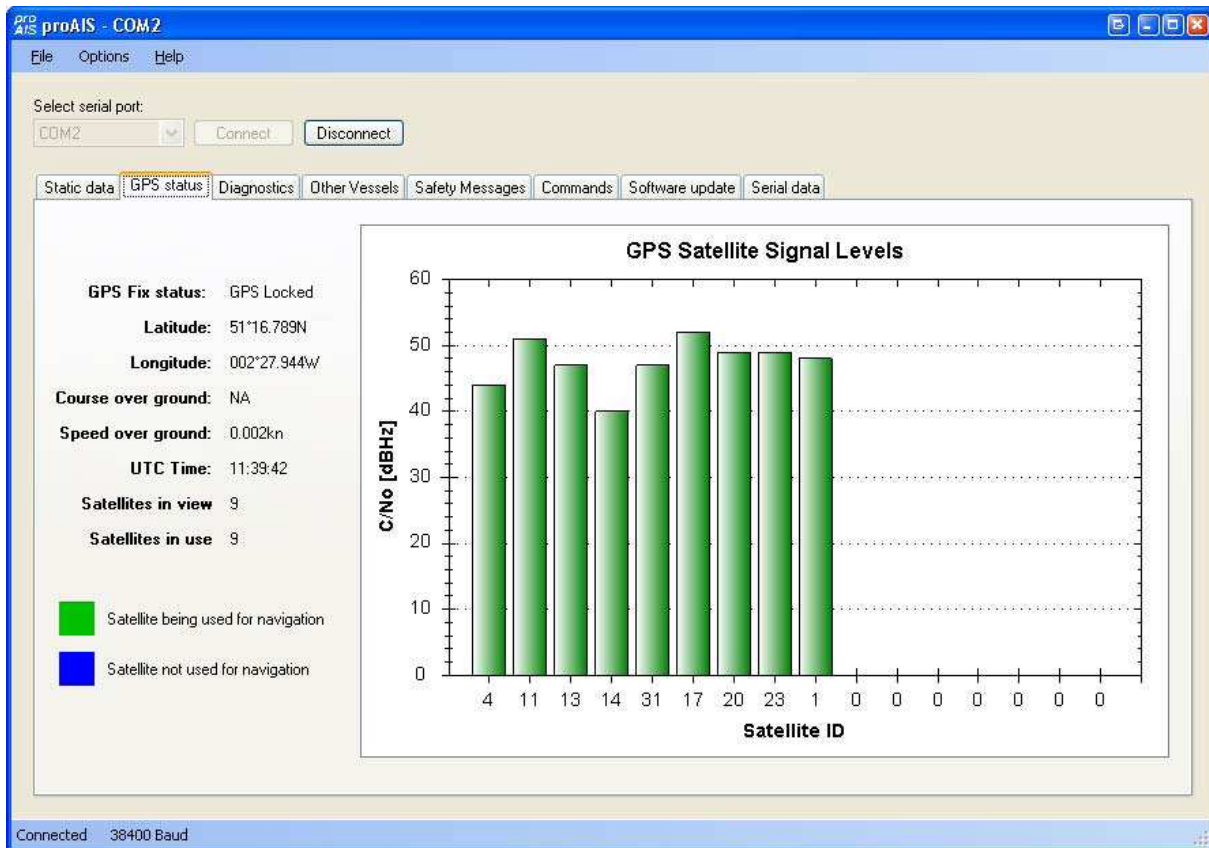 pro AIS proAIS - COM2
File Options Help
Select serial port:
COM2 Connect Disconnect
Static data GPS status Diagnostics Other Vessels Safety Messages Commands Software update Serial data
GPS Fix status: GPS Locked
Latitude: 51°16.789N
Longitude: 002°27.944W
Course over ground: NA
Speed over ground: 0.002kn
UTC Time: 11:39:42
Satellites in view 9
Satellites in use 9
Satellite being used for navigation
Satellite not used for navigation
GPS Satellite Signal Levels
C/No [dBHz]
60
50
40
30
20
10
0
4 11 13 14 31 17 20 23 1 0 0 0 0 0 0 0
Satellite ID
Connected 38400 Baud